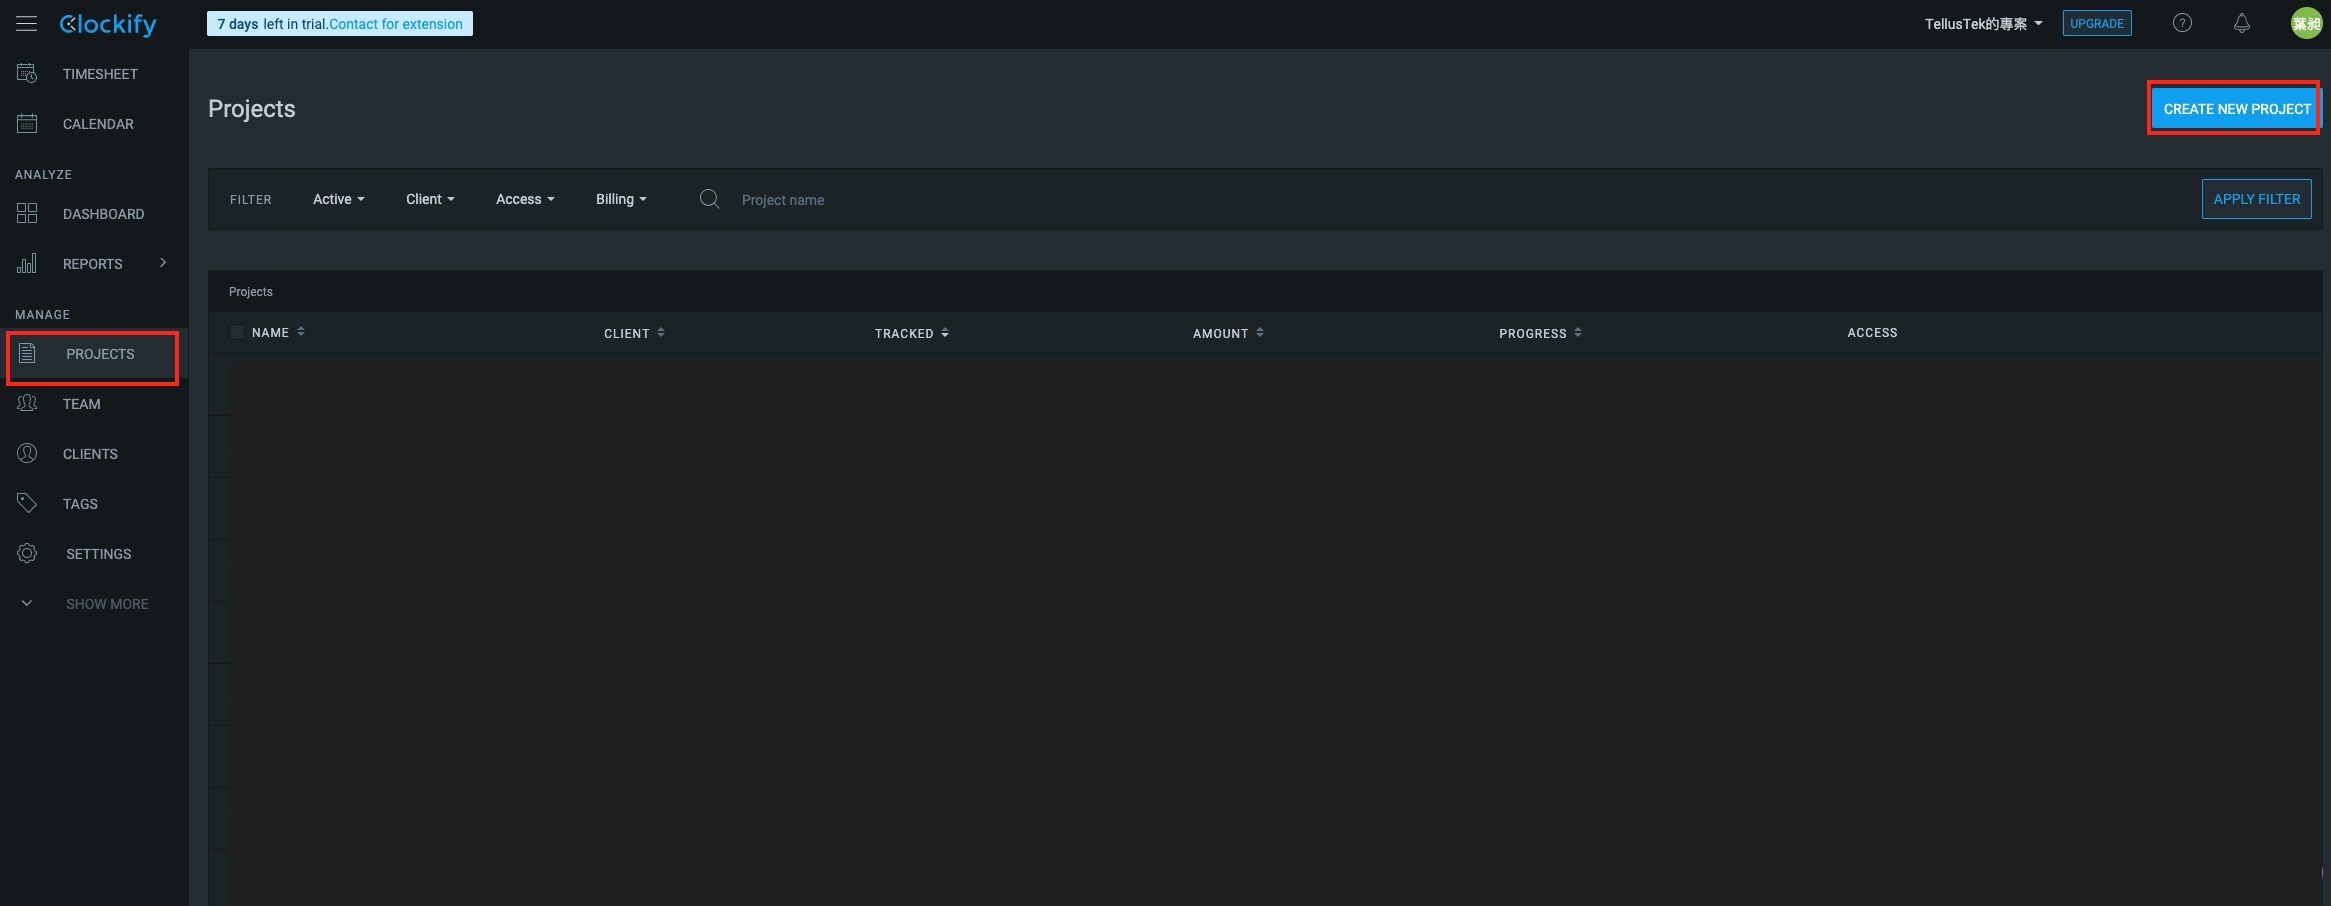 Clockify
7 days left in trial.Contact for extension
TellusTek的專案
UPGRADE
?
葉昶
TIMESHEET
CALENDAR
ANALYZE
DASHBOARD
REPORTS
MANAGE
PROJECTS
TEAM
CLIENTS
TAGS
SETTINGS
SHOW MORE
Projects
CREATE NEW PROJECT
FILTER Active Client Access Billing Project name APPLY FILTER
Projects
NAME CLIENT TRACKED AMOUNT PROGRESS ACCESS